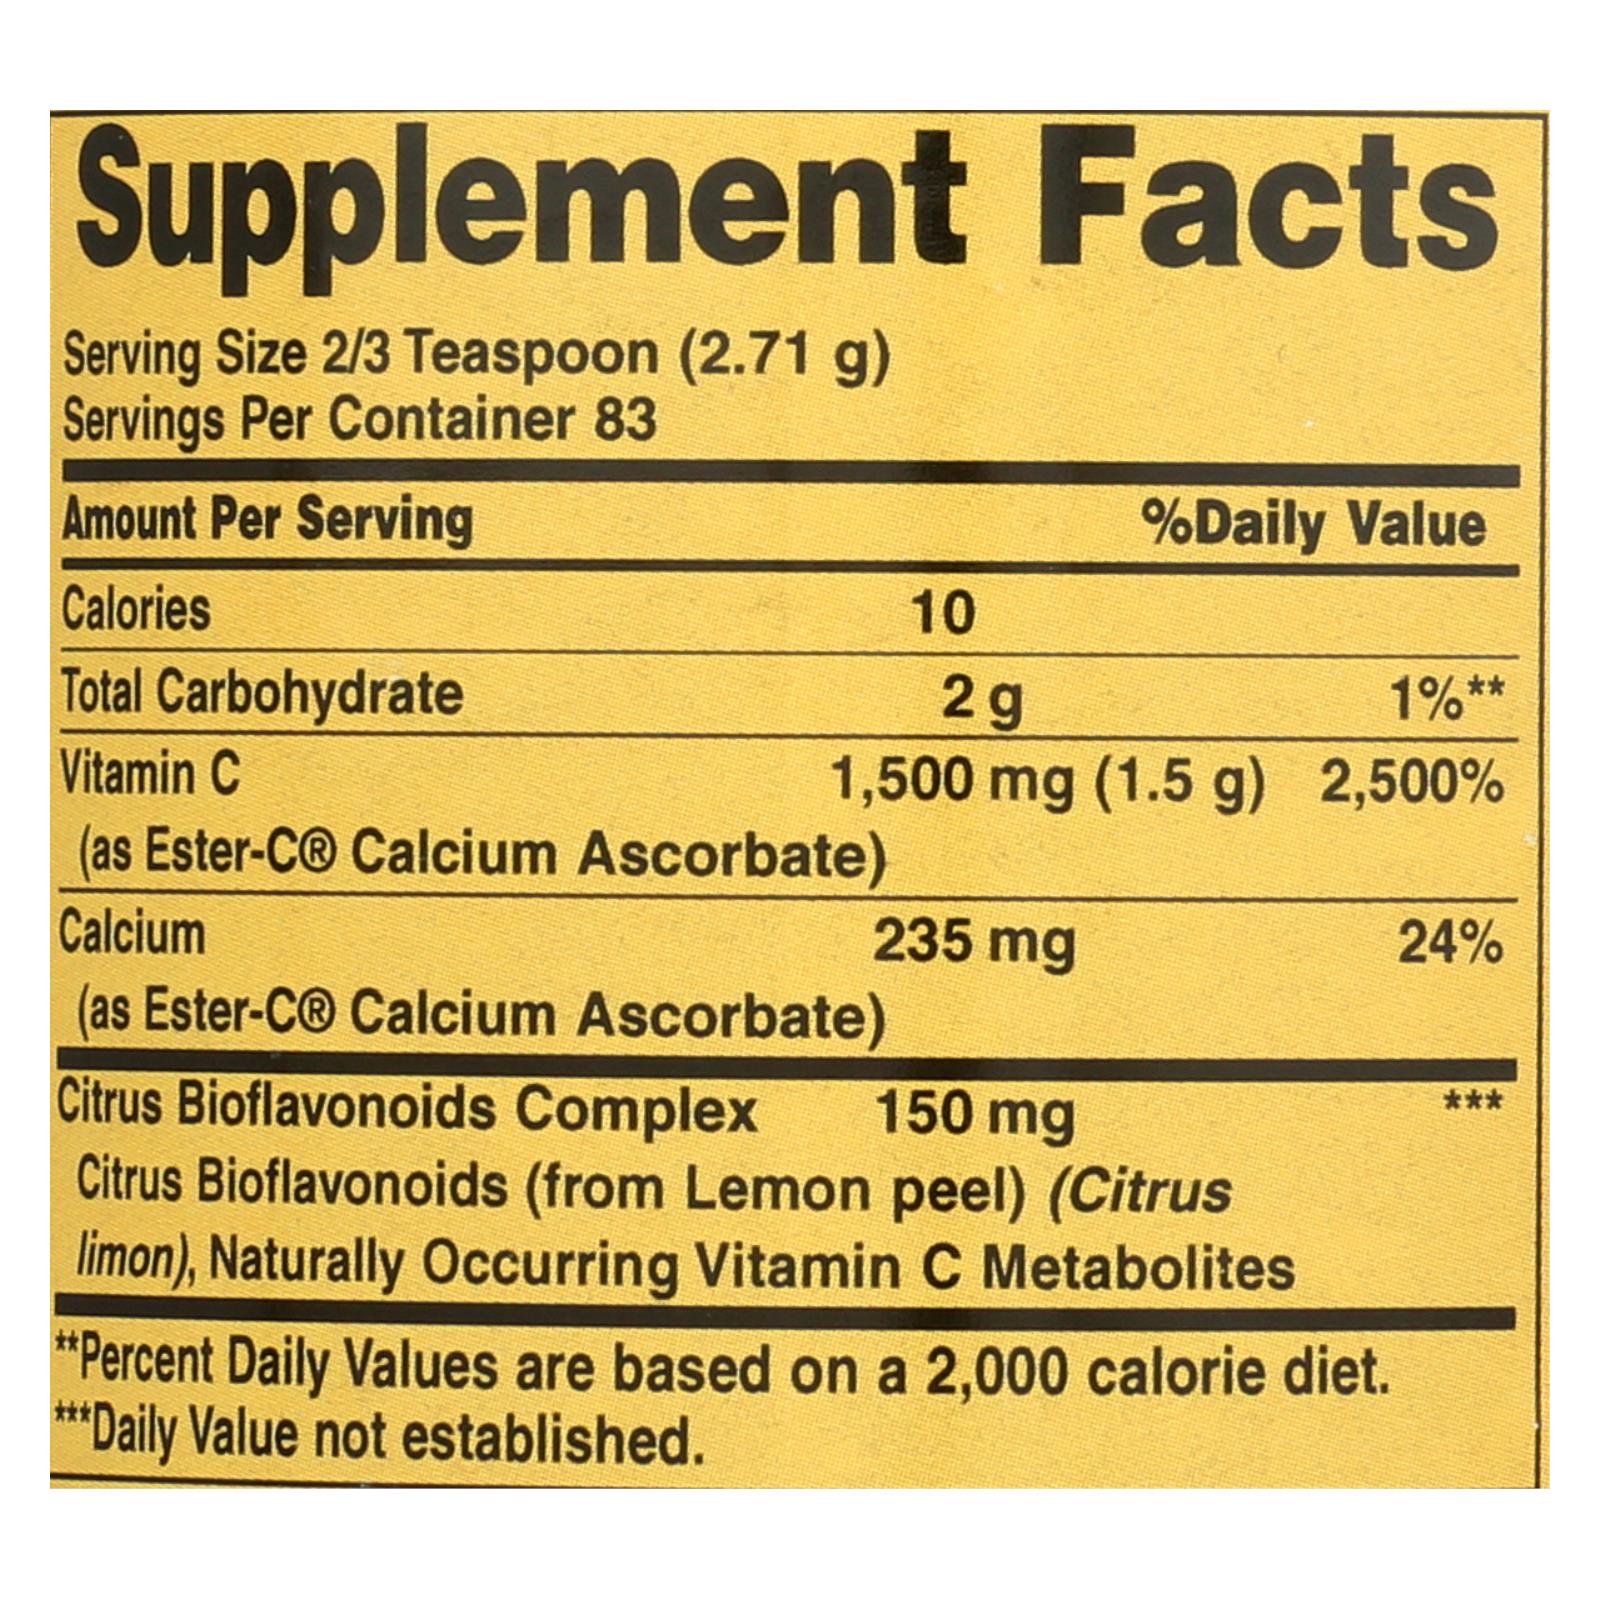 Supplement Facts
Serving Size 2/3 Teaspoon (2.71 g)
Servings Per Container 83
Amount Per Serving %Daily Value
Calories 10
Total Carbohydrate 2 g 1%**
Vitamin C 1,500 mg (1.5 g) 2,500%
(as Ester-C® Calcium Ascorbate)
Calcium 235 mg 24%
(as Ester-C® Calcium Ascorbate)
Citrus Bioflavonoids Complex 150 mg ***
Citrus Bioflavonoids (from Lemon peel) (Citrus
limon), Naturally Occurring Vitamin C Metabolites
**Percent Daily Values are based on a 2,000 calorie diet.
***Daily Value not established.